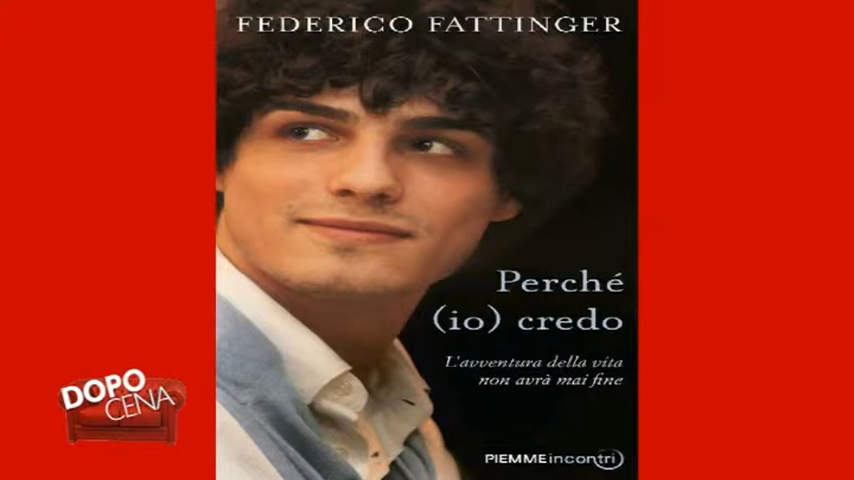 FEDERICO FATTINGER
Perché
(io) credo
L'avventura della vita
non avrà mai fine
DOPO
CENA
PIEMMEincontri